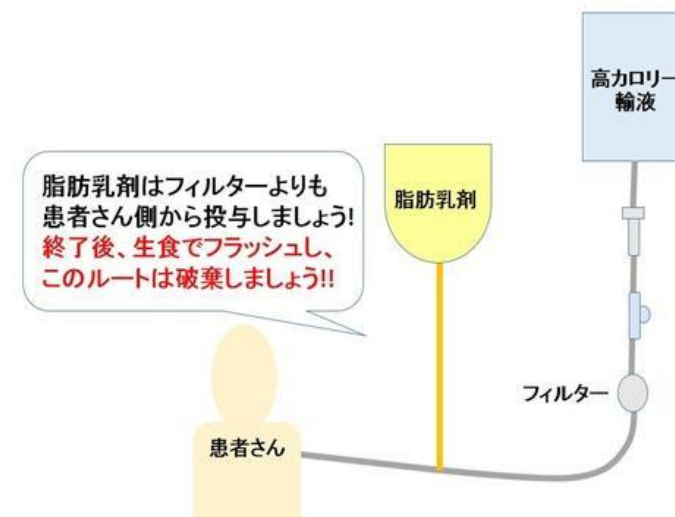 高カロリー
輸液
脂肪乳剤はフィルターよりも
患者さん側から投与しましょう!
終了後、生食でフラッシュし、
このルートは破棄しましょう!!
脂肪乳剤
フィルター
患者さん